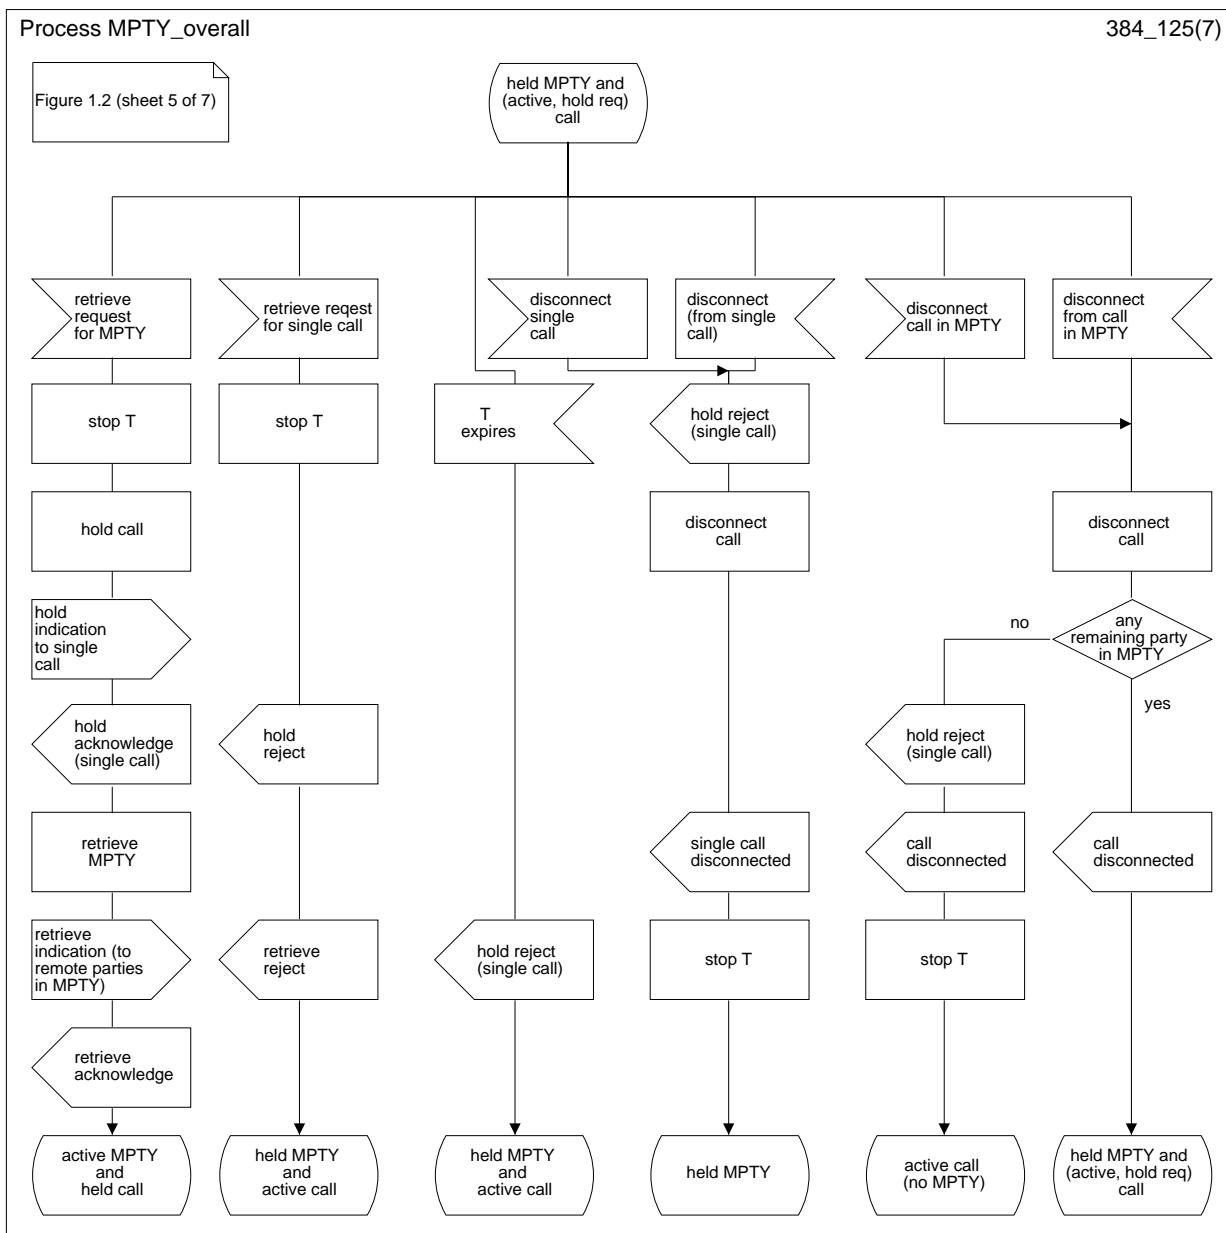 Process MPTY_overall
384_125(7)
Figure 1.2 (sheet 5 of 7)
held MPTY and
(active, hold req)
call
retrieve
request
for MPTY
retrieve reqest
for single call
disconnect
single
call
disconnect
(from single
call)
disconnect
call in MPTY
disconnect
from call
in MPTY
stop T
stop T
T
expires
hold reject
(single call)
hold call
disconnect
call
disconnect
call
hold
indication
to single
call
no
any
remaining party
in MPTY
yes
hold
acknowledge
(single call)
hold
reject
hold reject
(single call)
retrieve
MPTY
single call
disconnected
call
disconnected
call
disconnected
retrieve
indication (to
remote parties
in MPTY)
retrieve
reject
hold reject
(single call)
stop T
stop T
retrieve
acknowledge
active MPTY
and
held call
held MPTY
and
active call
held MPTY
and
active call
held MPTY
active call
(no MPTY)
held MPTY and
(active, hold req)
call